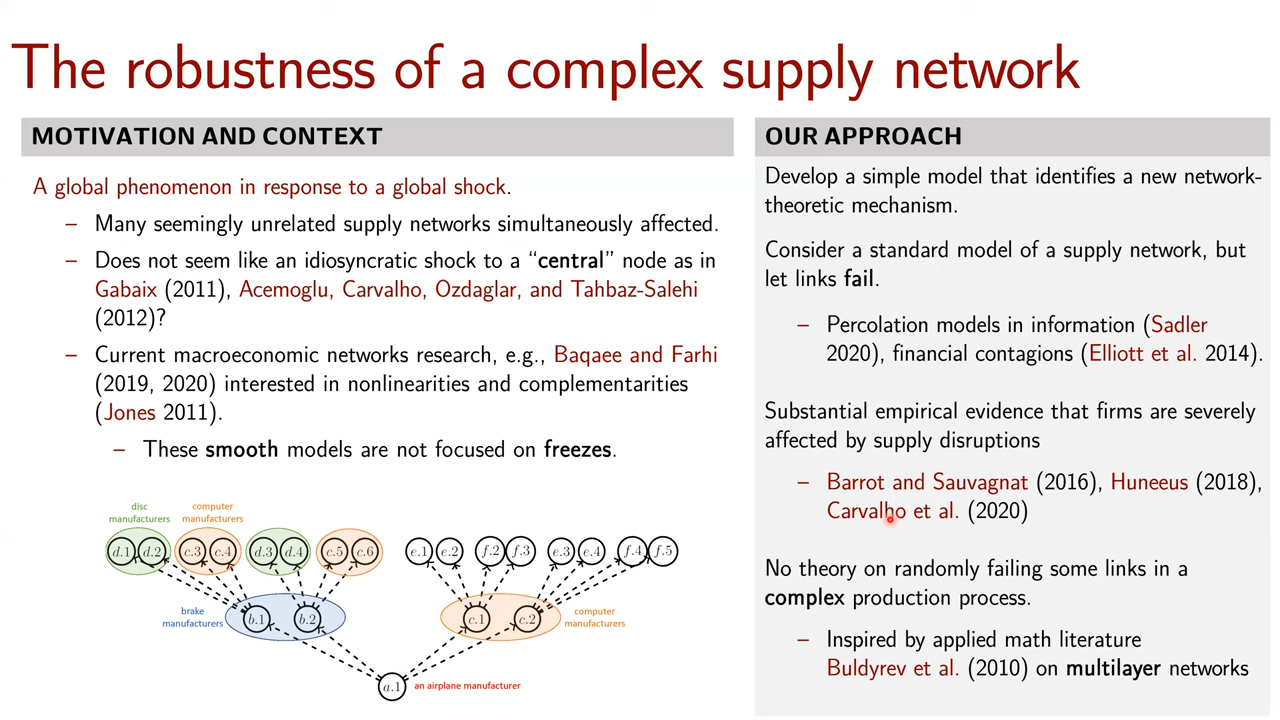 The robustness of a complex supply network
MOTIVATION AND CONTEXT
A global phenomenon in response to a global shock.
– Many seemingly unrelated supply networks simultaneously affected.
– Does not seem like an idiosyncratic shock to a “central” node as in
Gabaix (2011), Acemoglu, Carvalho, Ozdaglar, and Tahbaz-Salehi
(2012)?
– Current macroeconomic networks research, e.g., Baqaee and Farhi
(2019, 2020) interested in nonlinearities and complementarities
(Jones 2011).
– These smooth models are not focused on freezes.
disc
manufacturers
computer
manufacturers
d.1 d.2 c.3 c.4 d.3 d.4 c.5 c.6 e.1 e.2 f.2 f.3 e.3 e.4 f.4 f.5
brake
manufacturers
b.1 b.2 c.1 c.2
computer
manufacturers
a.1 an airplane manufacturer
OUR APPROACH
Develop a simple model that identifies a new network-
theoretic mechanism.
Consider a standard model of a supply network, but
let links fail.
– Percolation models in information (Sadler
2020), financial contagions (Elliott et al. 2014).
Substantial empirical evidence that firms are severely
affected by supply disruptions
– Barrot and Sauvagnat (2016), Huneeus (2018),
Carvalho et al. (2020)
No theory on randomly failing some links in a
complex production process.
– Inspired by applied math literature
Buldyrev et al. (2010) on multilayer networks